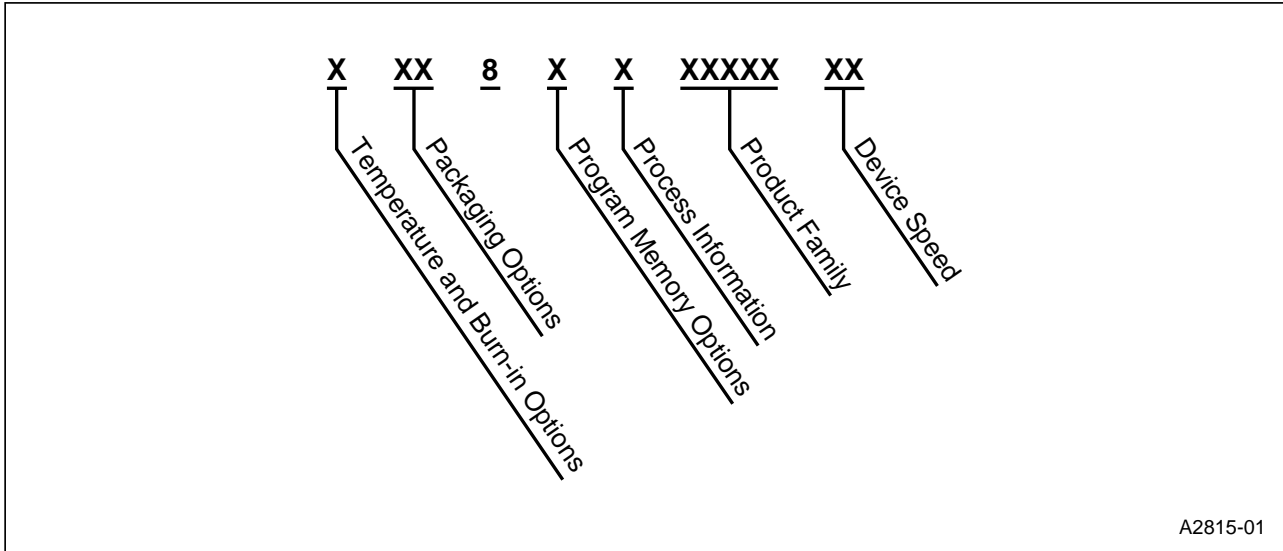 X XX 8 X X XXXXX XX
Temperature and Burn-in Options
Packaging Options
Program Memory Options
Process Information
Product Family
Device Speed
A2815-01